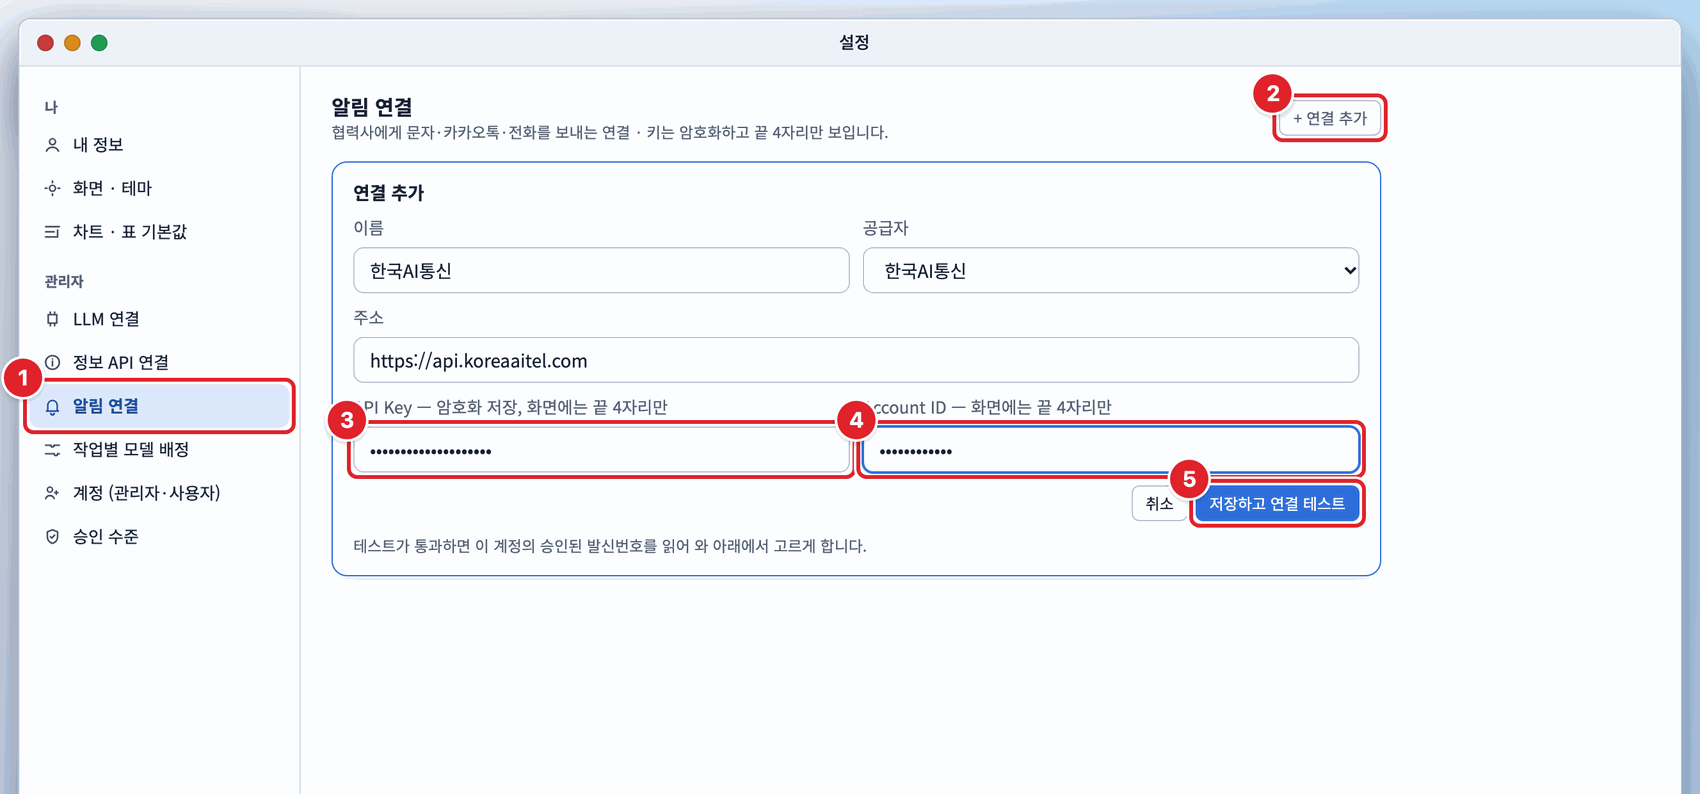 설정
나
내 정보
화면 · 테마
차트 · 표 기본값
관리자
LLM 연결
정보 API 연결
1
알림 연결
작업별 모델 배정
계정 (관리자·사용자)
승인 수준
알림 연결
협력사에게 문자·카카오톡·전화를 보내는 연결 · 키는 암호화하고 끝 4자리만 보입니다.
2
+ 연결 추가
연결 추가
이름
공급자
한국AI통신
한국AI통신
주소
https://api.koreaaitel.com
3
PI Key — 암호화 저장, 화면에는 끝 4자리만
4
ccount ID — 화면에는 끝 4자리만
••••••••••••••••••••
••••••••••••
5
취소
저장하고 연결 테스트
테스트가 통과하면 이 계정의 승인된 발신번호를 읽어 와 아래에서 고르게 합니다.